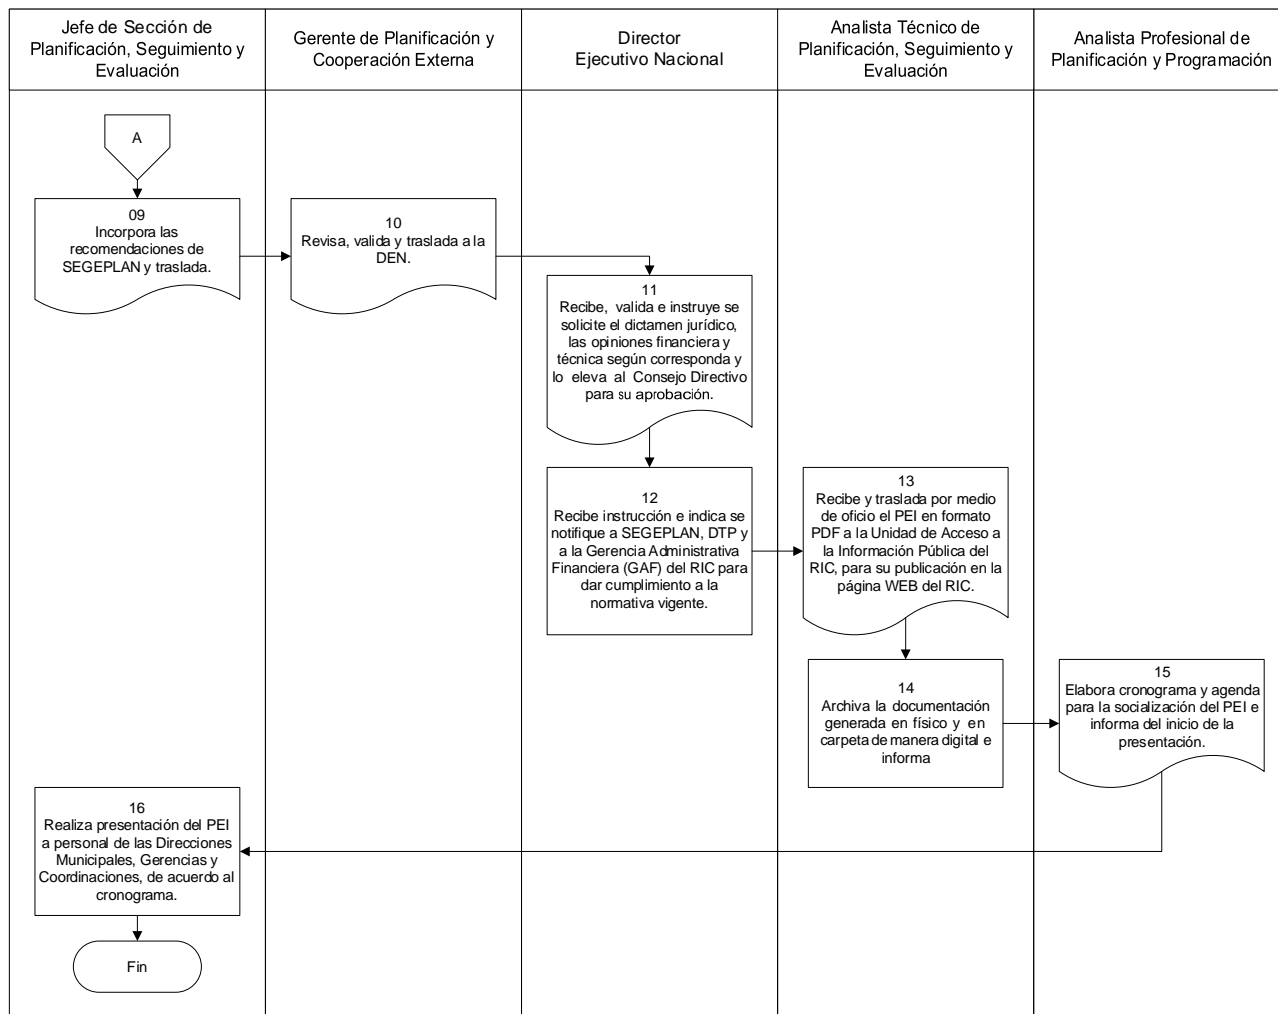 Jefe de Sección de
Planificación, Seguimiento y
Evaluación
Gerente de Planificación y
Cooperación Externa
Director
Ejecutivo Nacional
Analista Técnico de
Planificación, Seguimiento y
Evaluación
Analista Profesional de
Planificación y Programación
A
09
Incorpora las
recomendaciones de
SEGEPLAN y traslada.
10
Revisa, valida y traslada a la
DEN.
11
Recibe, valida e instruye se
solicite el dictamen jurídico,
las opiniones financiera y
técnica según corresponda y
lo eleva al Consejo Directivo
para su aprobación.
12
Recibe instrucción e indica se
notifique a SEGEPLAN, DTP y
a la Gerencia Administrativa
Financiera (GAF) del RIC para
dar cumplimiento a la
normativa vigente.
13
Recibe y traslada por medio
de oficio el PEI en formato
PDF a la Unidad de Acceso a
la Información Pública del
RIC, para su publicación en la
página WEB del RIC.
14
Archiva la documentación
generada en físico y en
carpeta de manera digital e
informa
15
Elabora cronograma y agenda
para la socialización del PEI e
informa del inicio de la
presentación.
16
Realiza presentación del PEI
a personal de las Direcciones
Municipales, Gerencias y
Coordinaciones, de acuerdo al
cronograma.
Fin